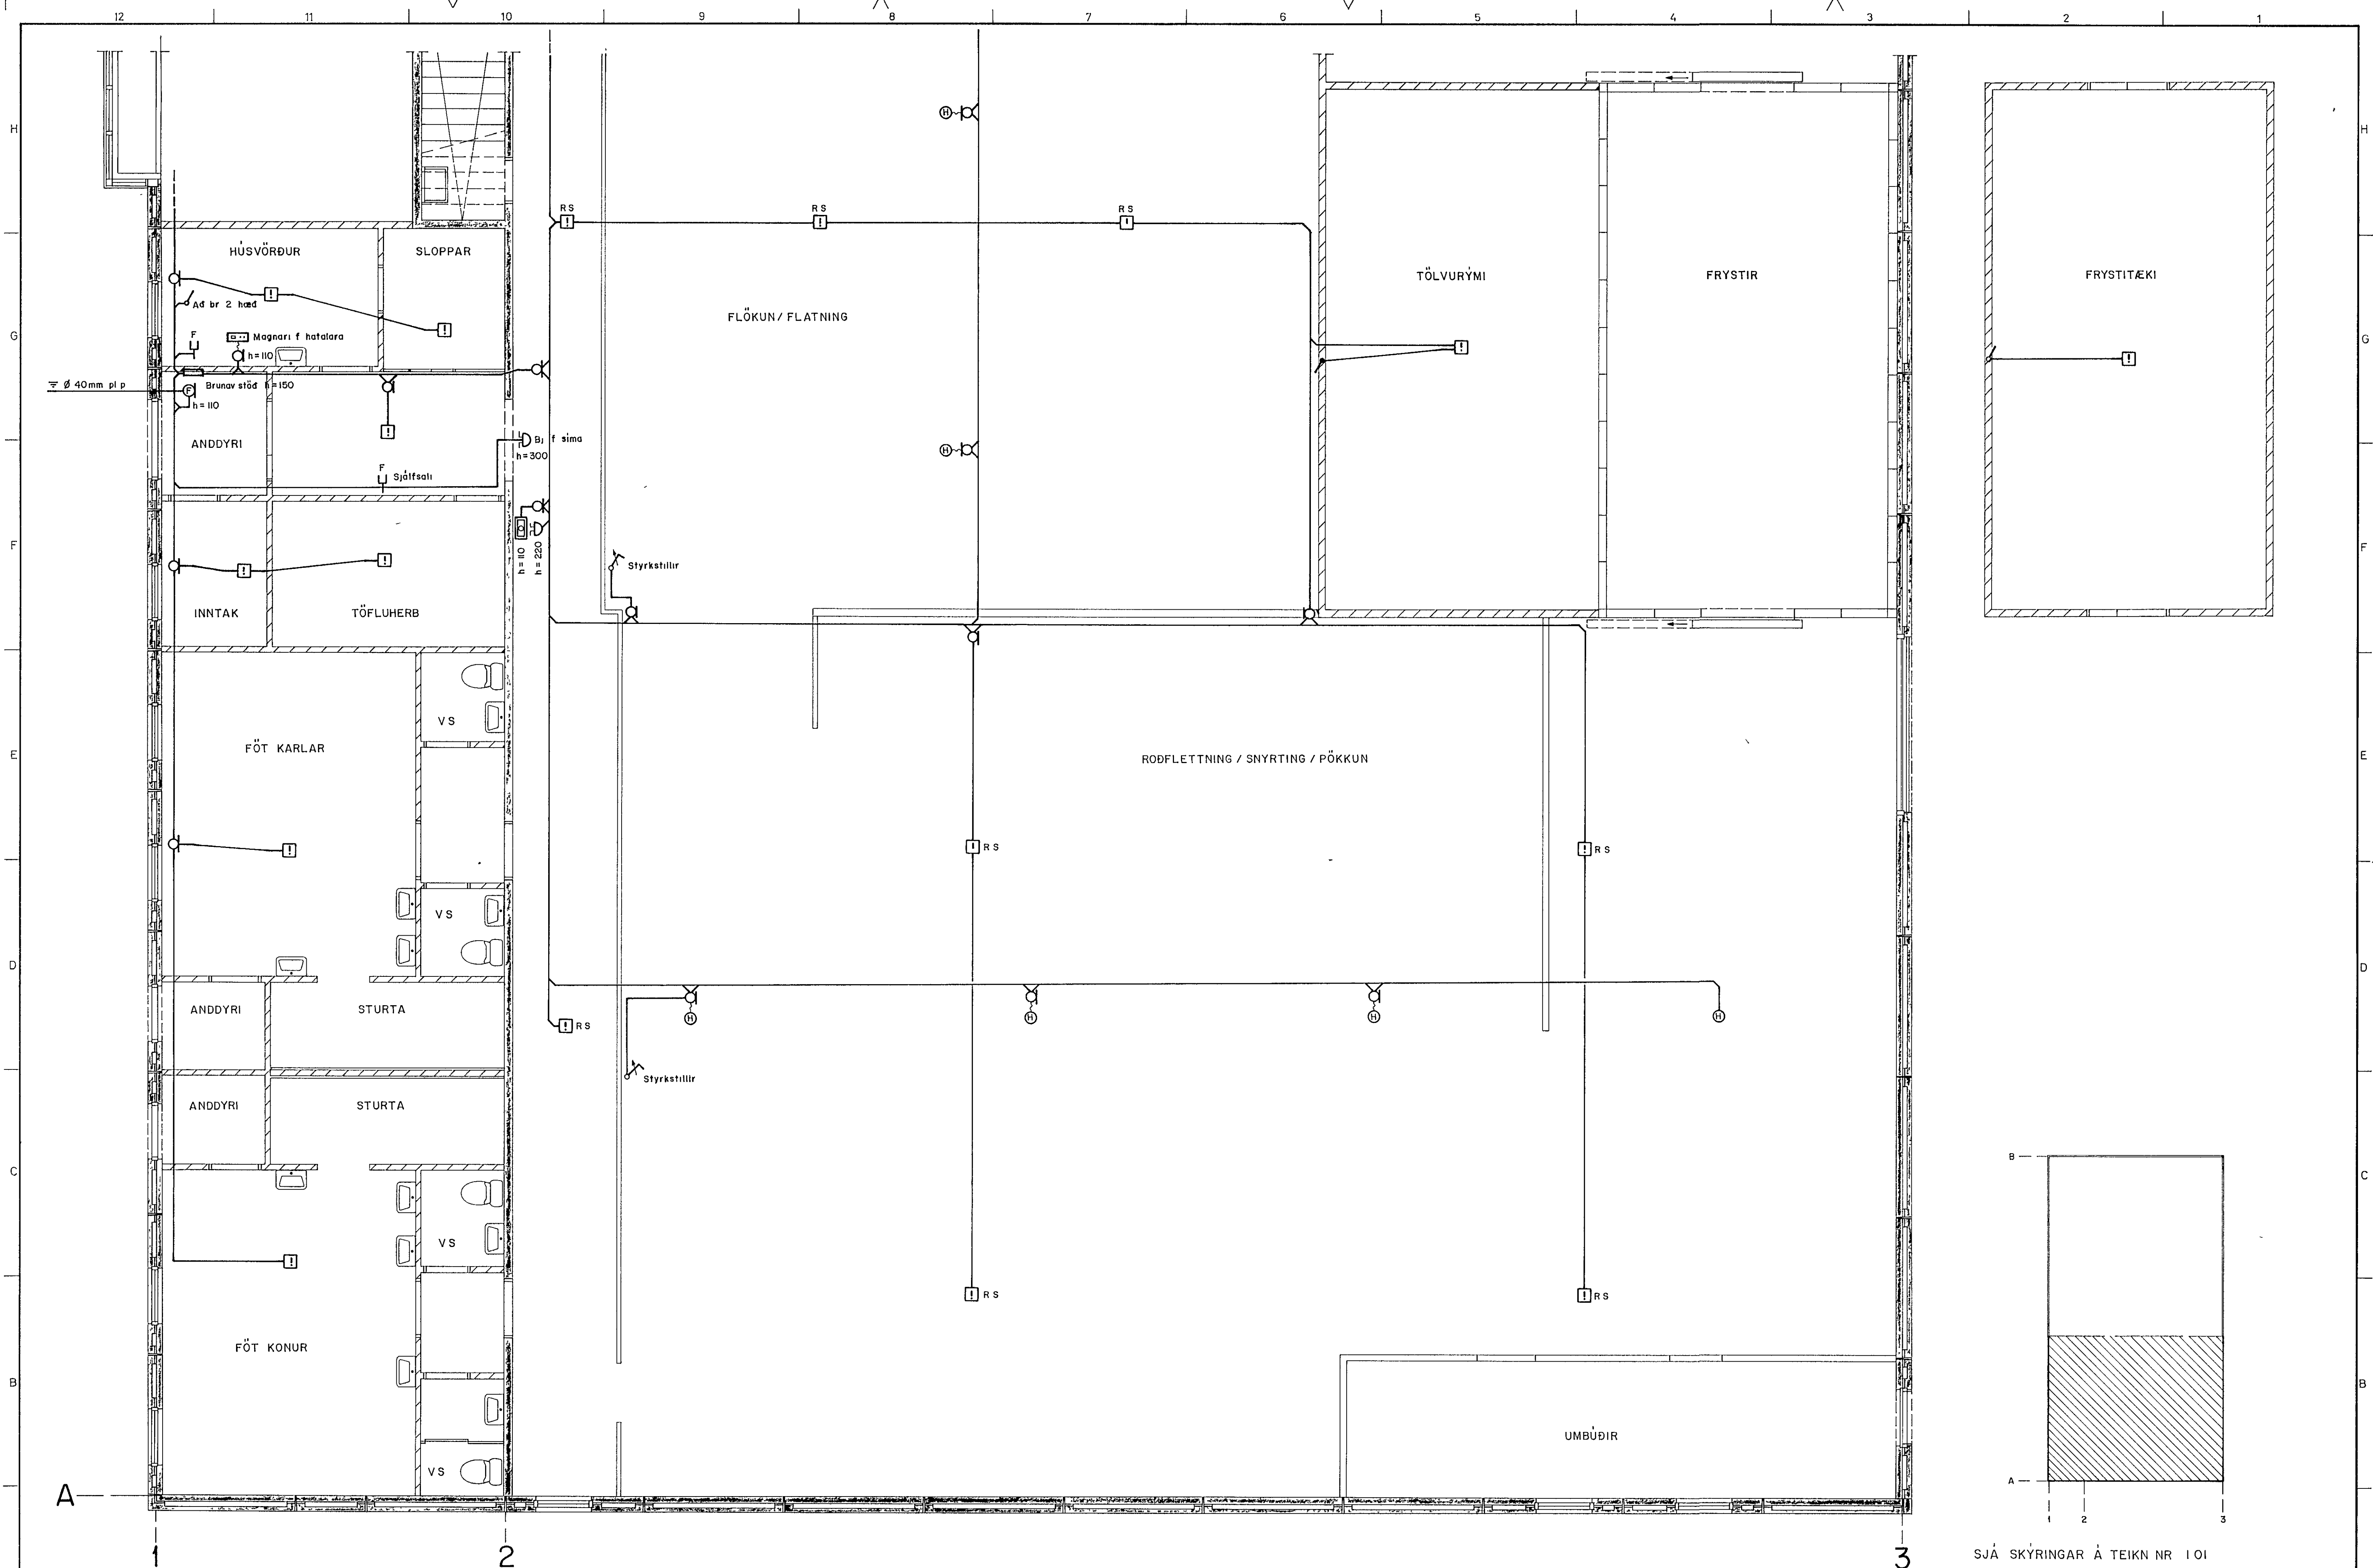 12 11 10 9 8 7 6 5 4 3 2 1
H H
RS RS RS
HÚSVÖRÐUR SLOPPAR
TÖLVURÝMI FRYSTIR FRYSTITÆKI
Að br 2 hæð
FLÖKUN / FLATNING
G G
F Magnari f hatalara
h=110
Ø 40mm pl p
Brunav stöð h=150
F
h=110
ANDDYRI
Bj f síma
h=300
F Sjálfsali
F F
h=110
h=220
Styrkstillir
INNTAK TÖFLUHERB
VS
FÖT KARLAR
E E
ROÐFLETTNING / SNYRTING / PÖKKUN
RS RS
VS
D D
ANDDYRI STURTA
H H H H
H
H
RS
Styrkstillir
ANDDYRI STURTA
B
C C
VS
RS RS
FÖT KONUR
B B
UMBÚÐIR
VS
A
A
1 2 3
1 2 3
SJÁ SKÝRINGAR Á TEIKN NR 101